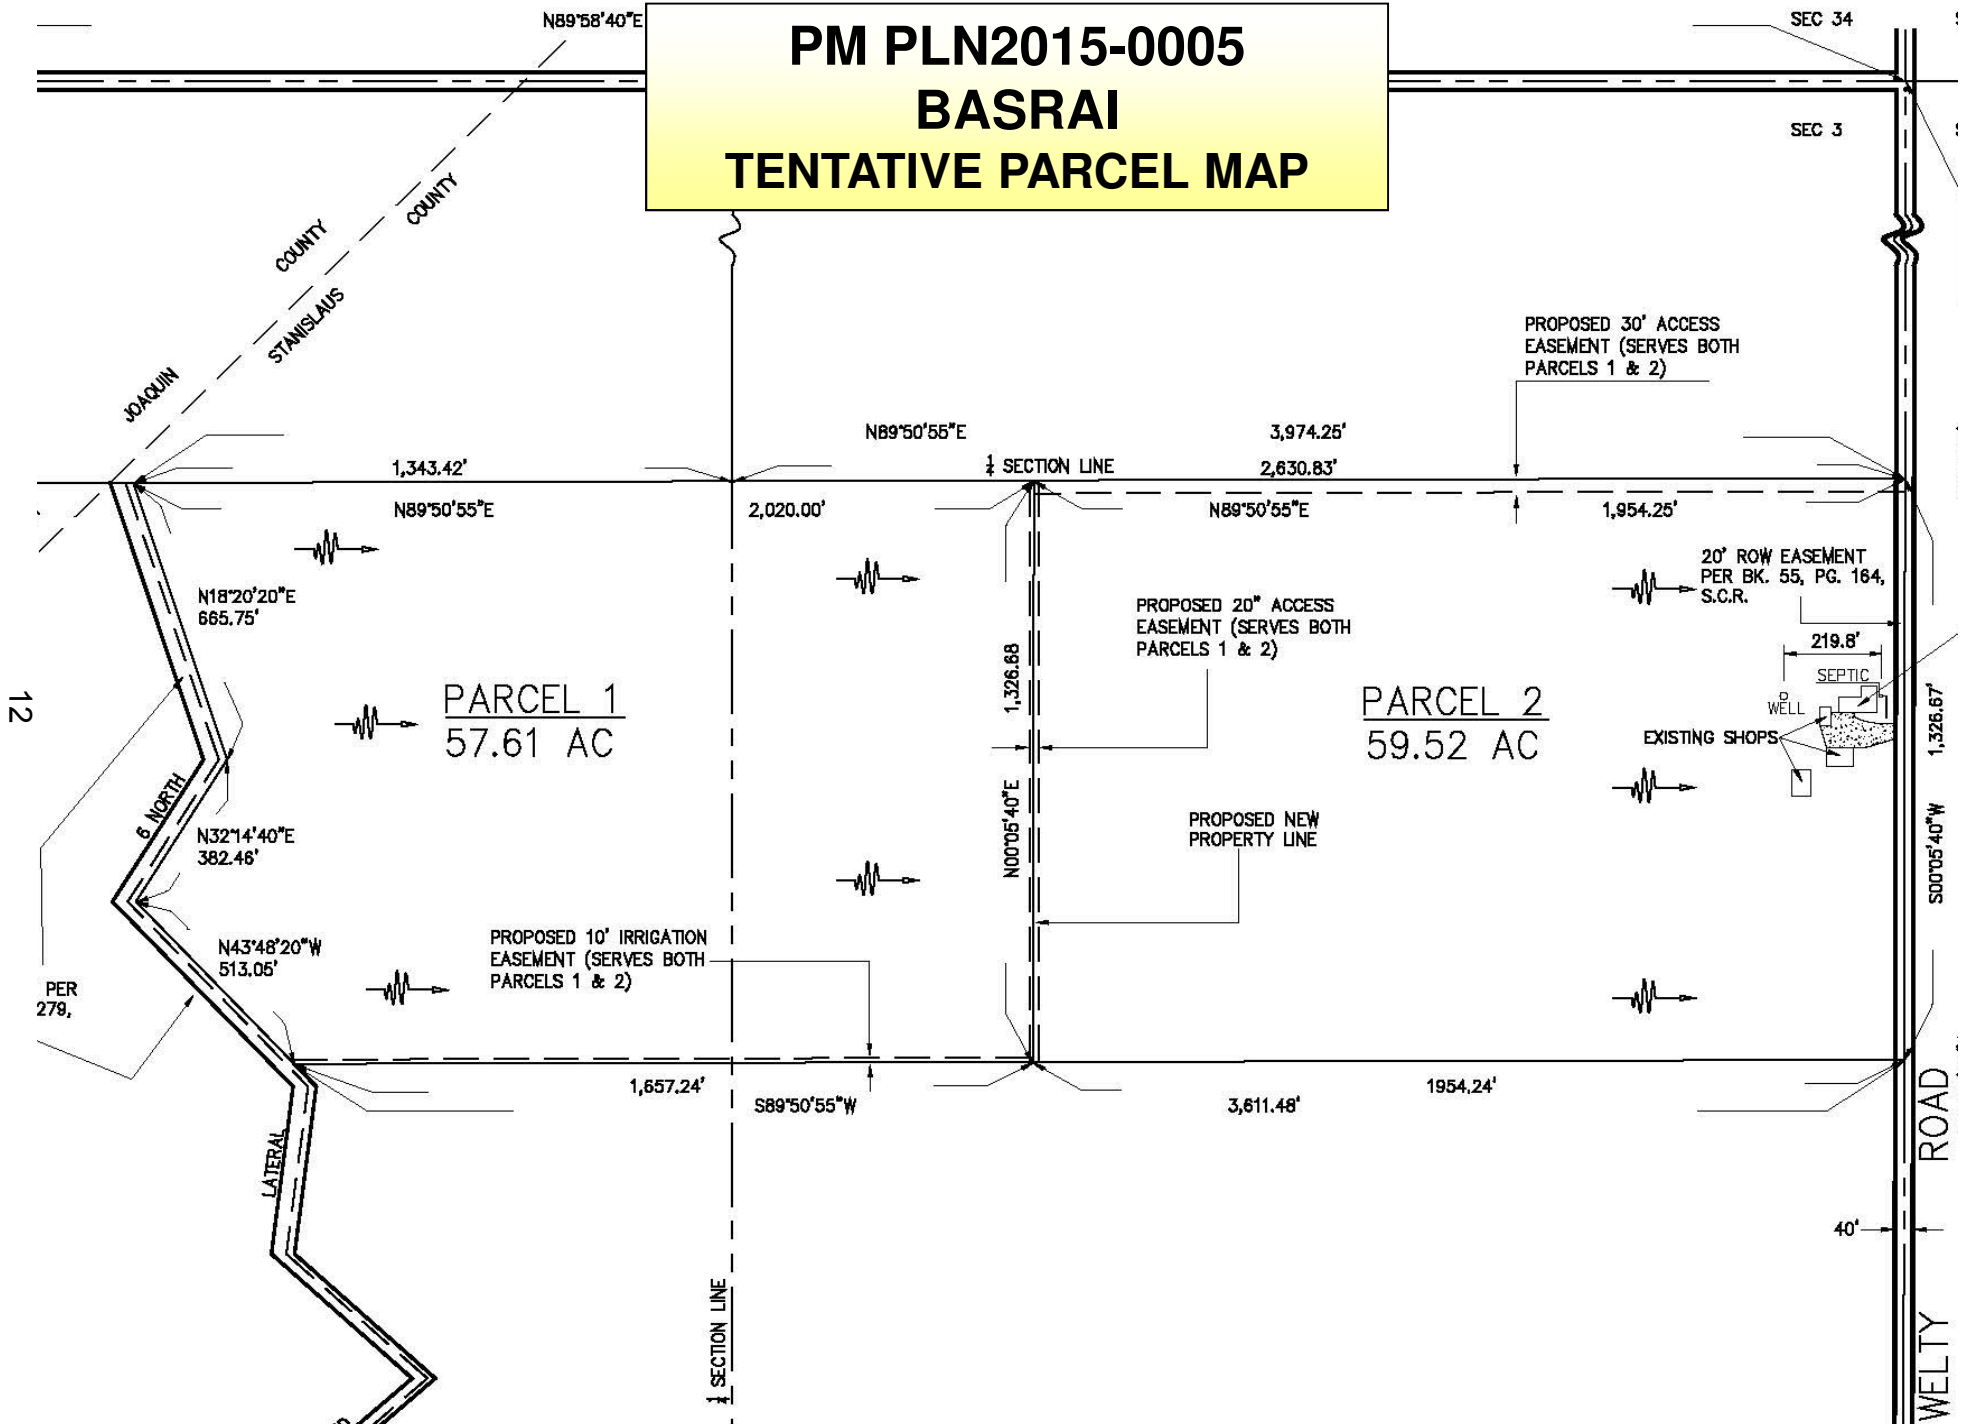 N89°58'40"E
PM PLN2015-0005
BASRAI
TENTATIVE PARCEL MAP
SEC 34
SEC 3
COUNTY
COUNTY
JOAQUIN
STANISLAUS
PROPOSED 30' ACCESS
EASEMENT (SERVES BOTH
PARCELS 1 & 2)
N89°50'55"E
3,974.25'
1,343.42'
¼ SECTION LINE
2,630.83'
N89°50'55"E
2,020.00'
N89°50'55"E
1,954.25'
20' ROW EASEMENT
PER BK. 55, PG. 164,
S.C.R.
N18°20'20"E
665.75'
PROPOSED 20" ACCESS
EASEMENT (SERVES BOTH
PARCELS 1 & 2)
219.8'
SEPTIC
WELL
EXISTING SHOPS
1,326.68
1,326.67'
PARCEL 1
57.61 AC
PARCEL 2
59.52 AC
12
6 NORTH
N32°14'40"E
382.46'
N00°05'40"E
PROPOSED NEW
PROPERTY LINE
S00°05'40"W
N43°48'20"W
513.05'
PROPOSED 10' IRRIGATION
EASEMENT (SERVES BOTH
PARCELS 1 & 2)
PER
279,
1,657.24'
S89°50'55"W
3,611.48'
1954.24'
LATERAL
¼ SECTION LINE
40'
WELTY ROAD